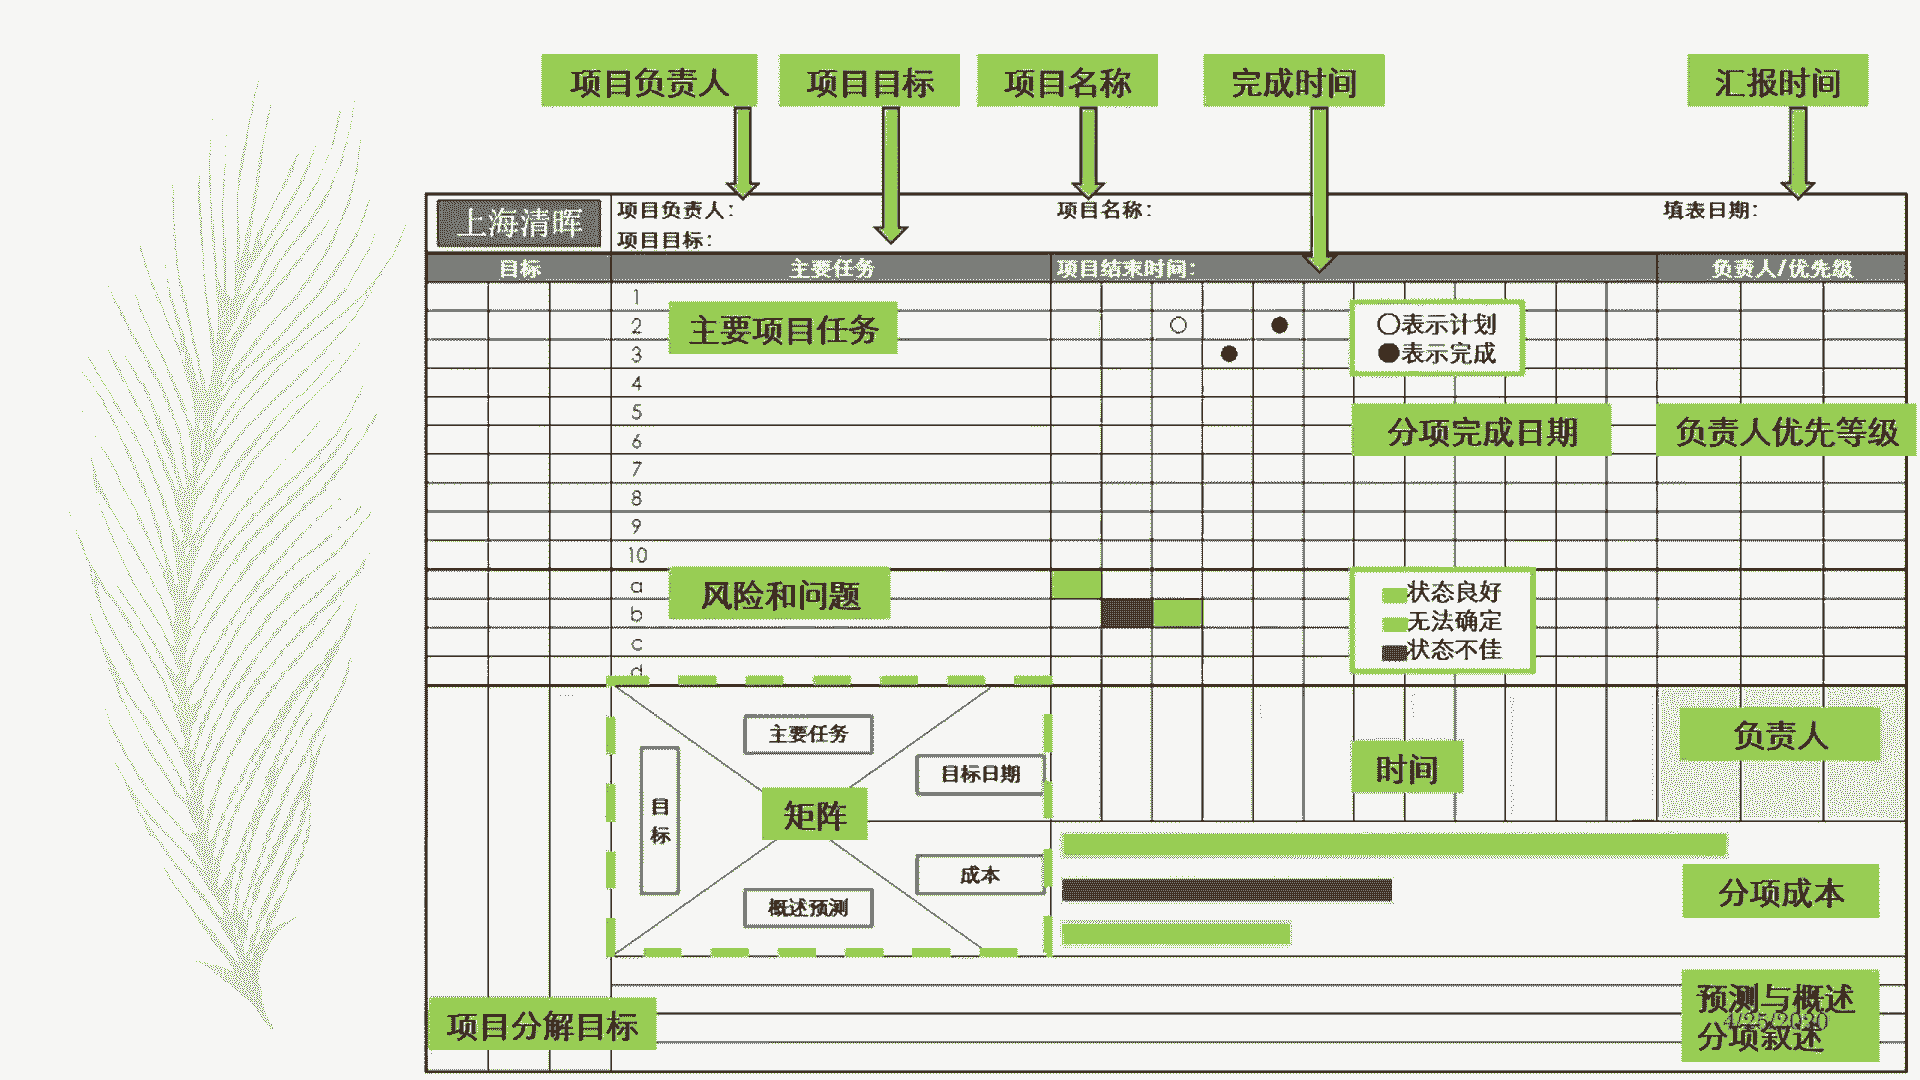 项目负责人 项目目标 项目名称 完成时间 汇报时间
上海清晖 项目负责人： 项目名称： 填表日期：
项目目标：
目标 主要任务 项目结束时间： 负责人/优先级
1
2 主要项目任务 ○表示计划
3 ●表示完成
4
5
分项完成日期 负责人优先等级
6
7
8
9
10
a 风险和问题 状态良好
b 无法确定
c 状态不佳
d
主要任务 负责人
目标日期 时间
目标 矩阵
成本 分项成本
概述预测
项目分解目标 预测与概述
4/25/2020
分项叙述